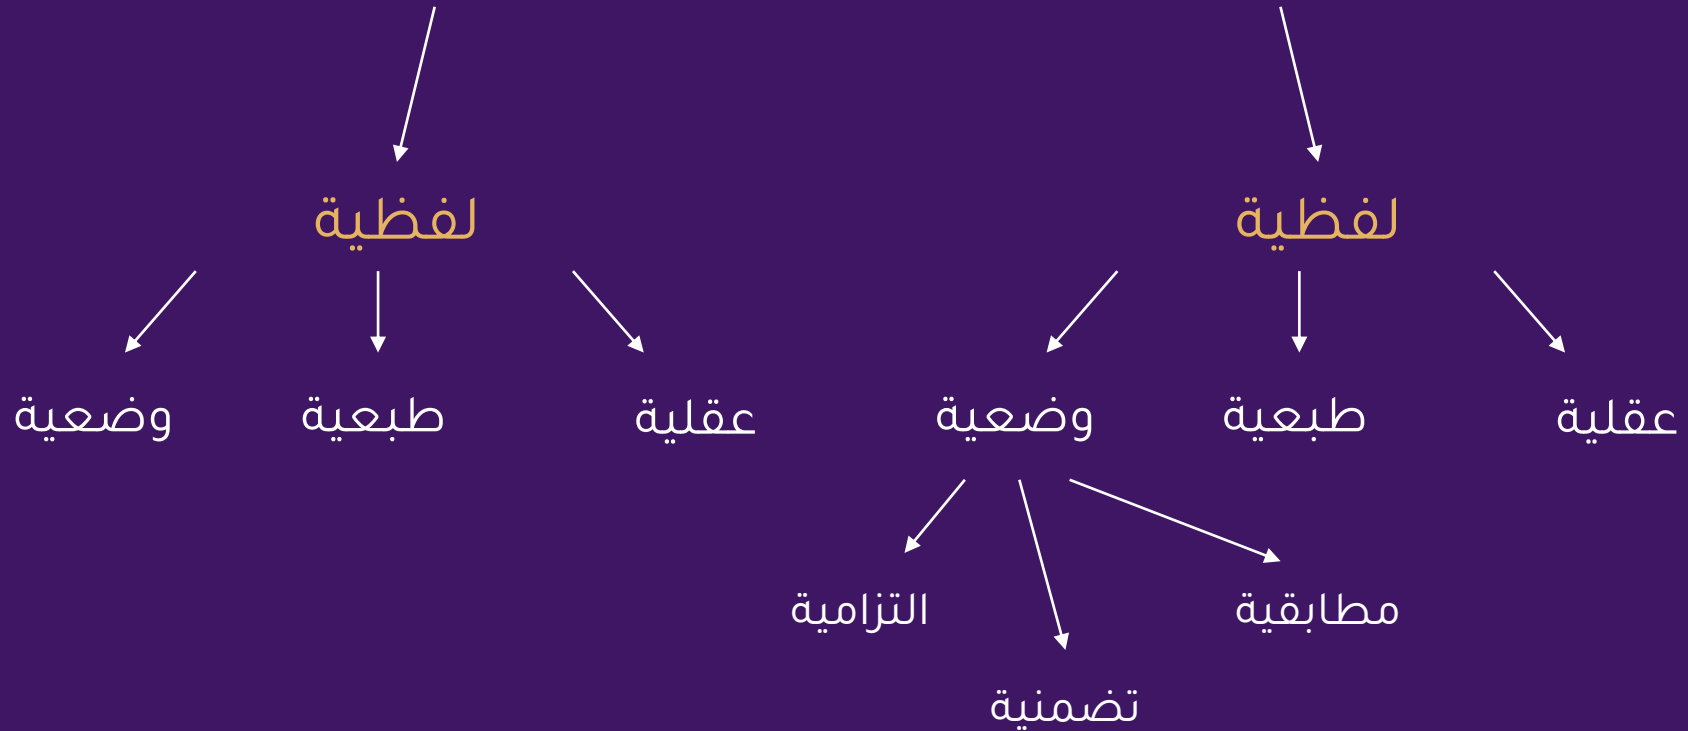 لفظية
لفظية
عقلية
طبعية
وضعية
عقلية
طبعية
وضعية
مطابقية
التزامية
تضمنية